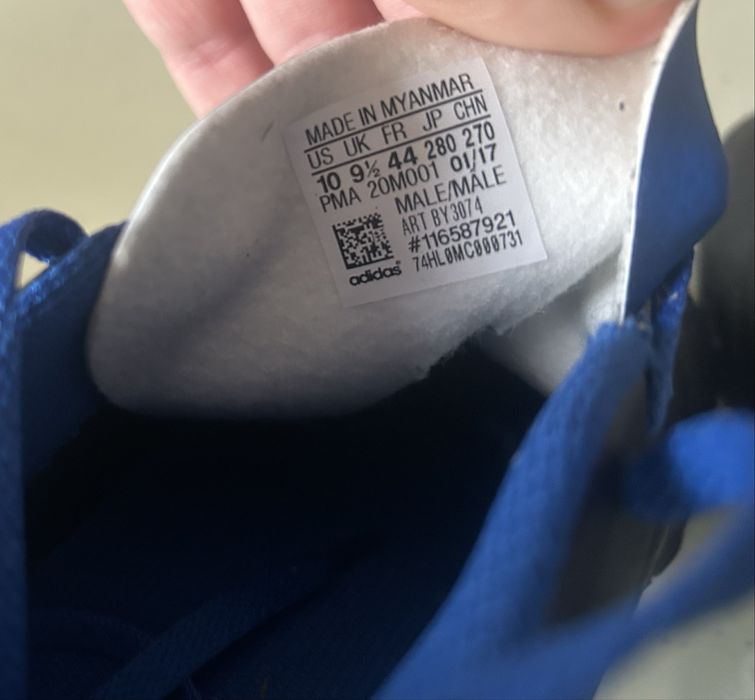 MADE IN MYANMAR
US UK FR JP CHN
10 9½ 44 280 270
PMA 20M001 01/17
MALE/MÂLE
ART BY3074
#116587921
74HL0MC000731
adidas®